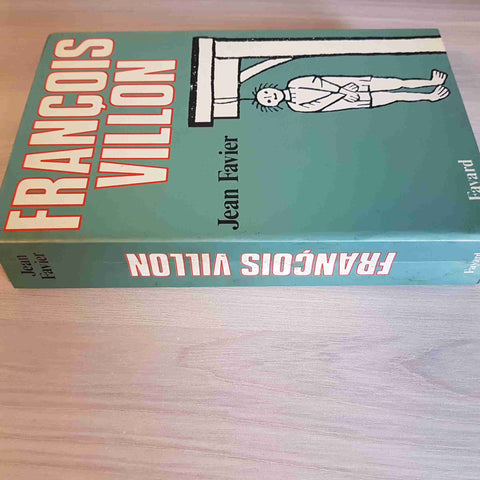 FRANÇOIS
VILLON
Jean Favier
Fayard
Jean
Favier
FRANÇOIS VILLON
Fayard